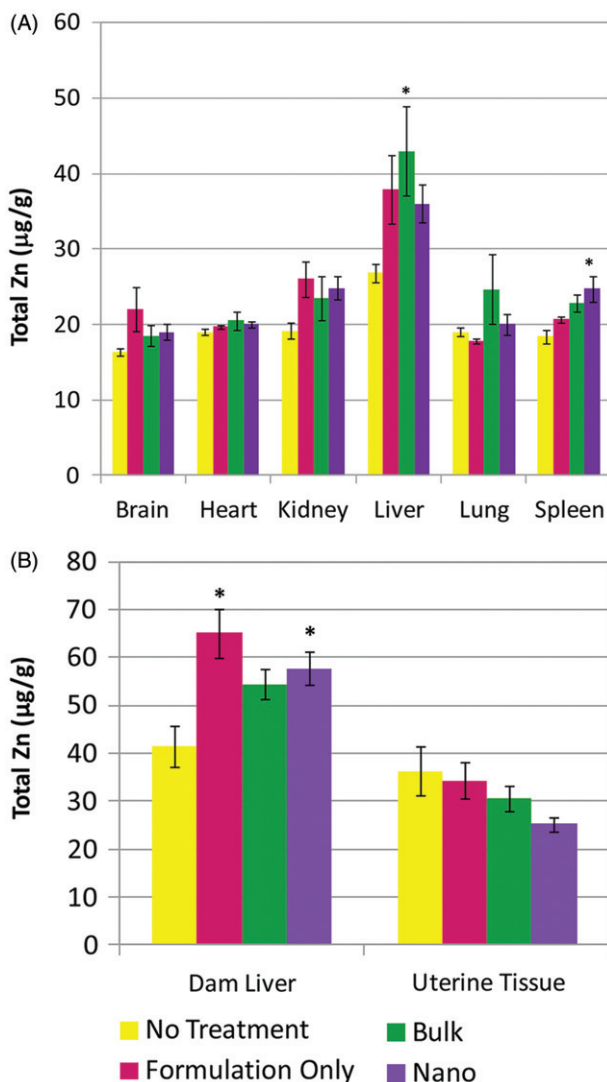 (A)
Total Zn (µg/g)
60
50
40
30
20
10
0
*
*
Brain Heart Kidney Liver Lung Spleen
(B)
Total Zn (µg/g)
80
70
60
50
40
30
20
10
0
*
*
Dam Liver Uterine Tissue
No Treatment Bulk
Formulation Only Nano